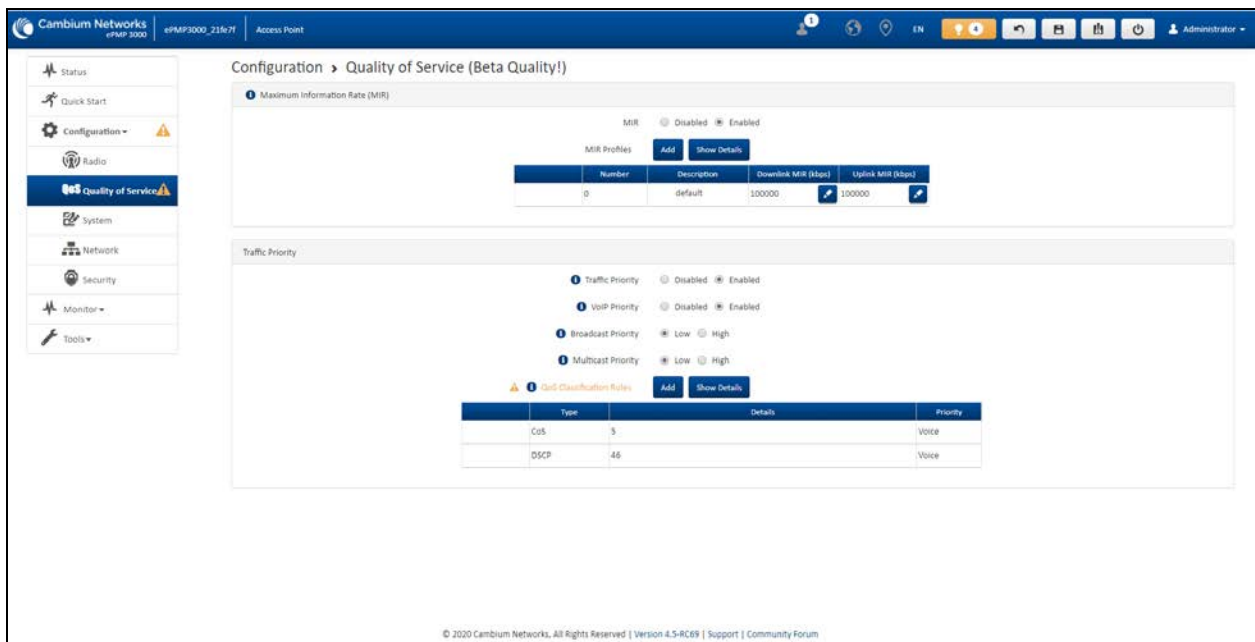 Cambium Networks
ePMP 3000
ePMP3000_21fe7f
Access Point
1
EN
4
Administrator
Status
Quick Start
Configuration
Radio
QoS Quality of Service
System
Network
Security
Monitor
Tools
Configuration > Quality of Service (Beta Quality!)
Maximum Information Rate (MIR)
MIR Disabled Enabled
MIR Profiles Add Show Details
Number Description Downlink MIR (kbps) Uplink MIR (kbps)
0 default 100000 100000
Traffic Priority
Traffic Priority Disabled Enabled
VoIP Priority Disabled Enabled
Broadcast Priority Low High
Multicast Priority Low High
QoS Classification Rules Add Show Details
Type Details Priority
CoS 5 Voice
DSCP 46 Voice
© 2020 Cambium Networks, All Rights Reserved | Version 4.5-RC69 | Support | Community Forum